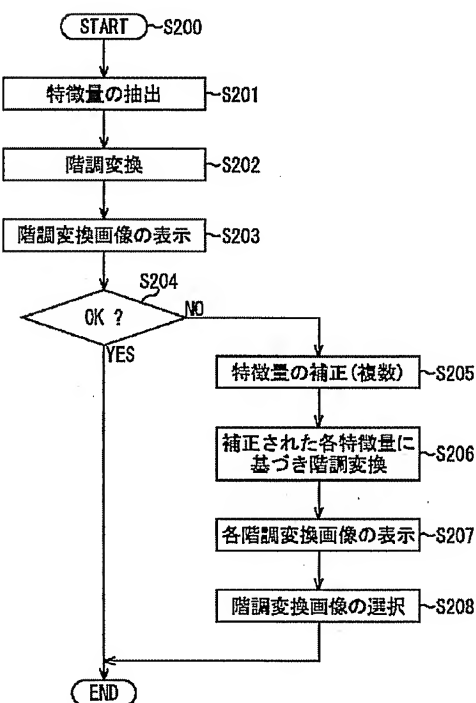 START S200
特徴量の抽出 S201
階調変換 S202
階調変換画像の表示 S203
S204
OK ? NO
YES
特徴量の補正(複数) S205
補正された各特徴量に
基づき階調変換 S206
各階調変換画像の表示 S207
階調変換画像の選択 S208
END